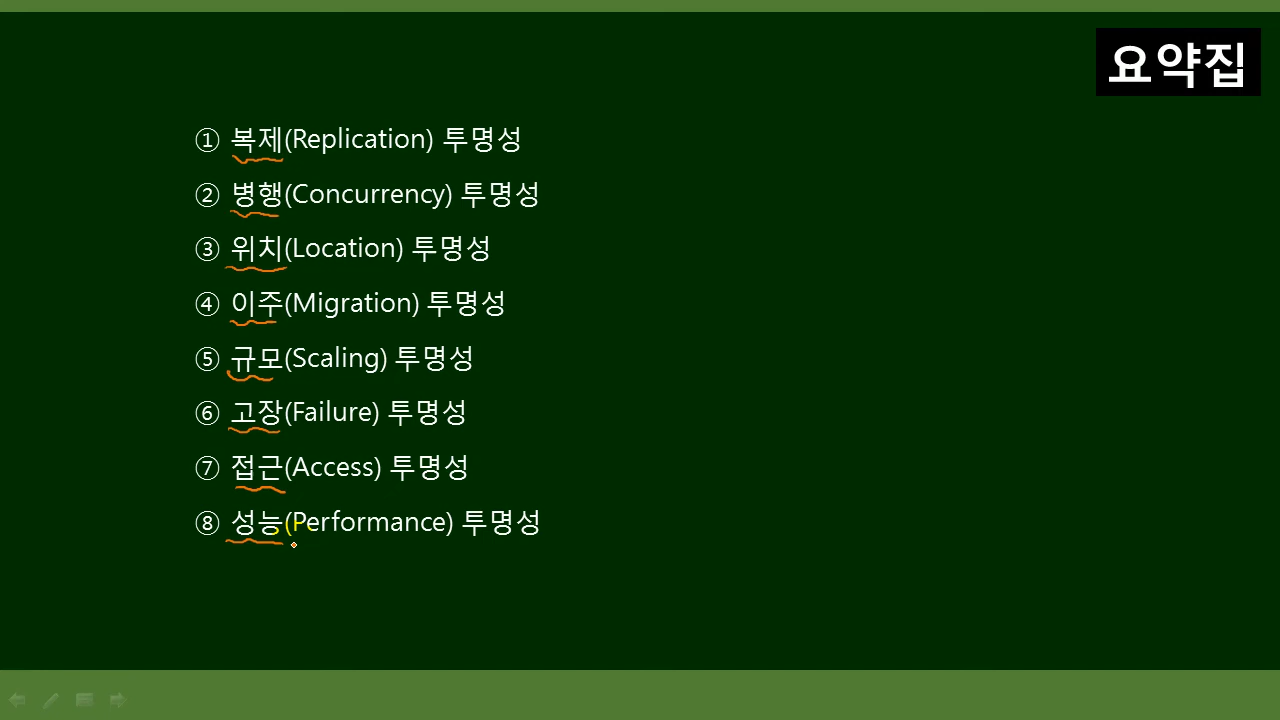 요약집
① 복제(Replication) 투명성
② 병행(Concurrency) 투명성
③ 위치(Location) 투명성
④ 이주(Migration) 투명성
⑤ 규모(Scaling) 투명성
⑥ 고장(Failure) 투명성
⑦ 접근(Access) 투명성
⑧ 성능(Performance) 투명성